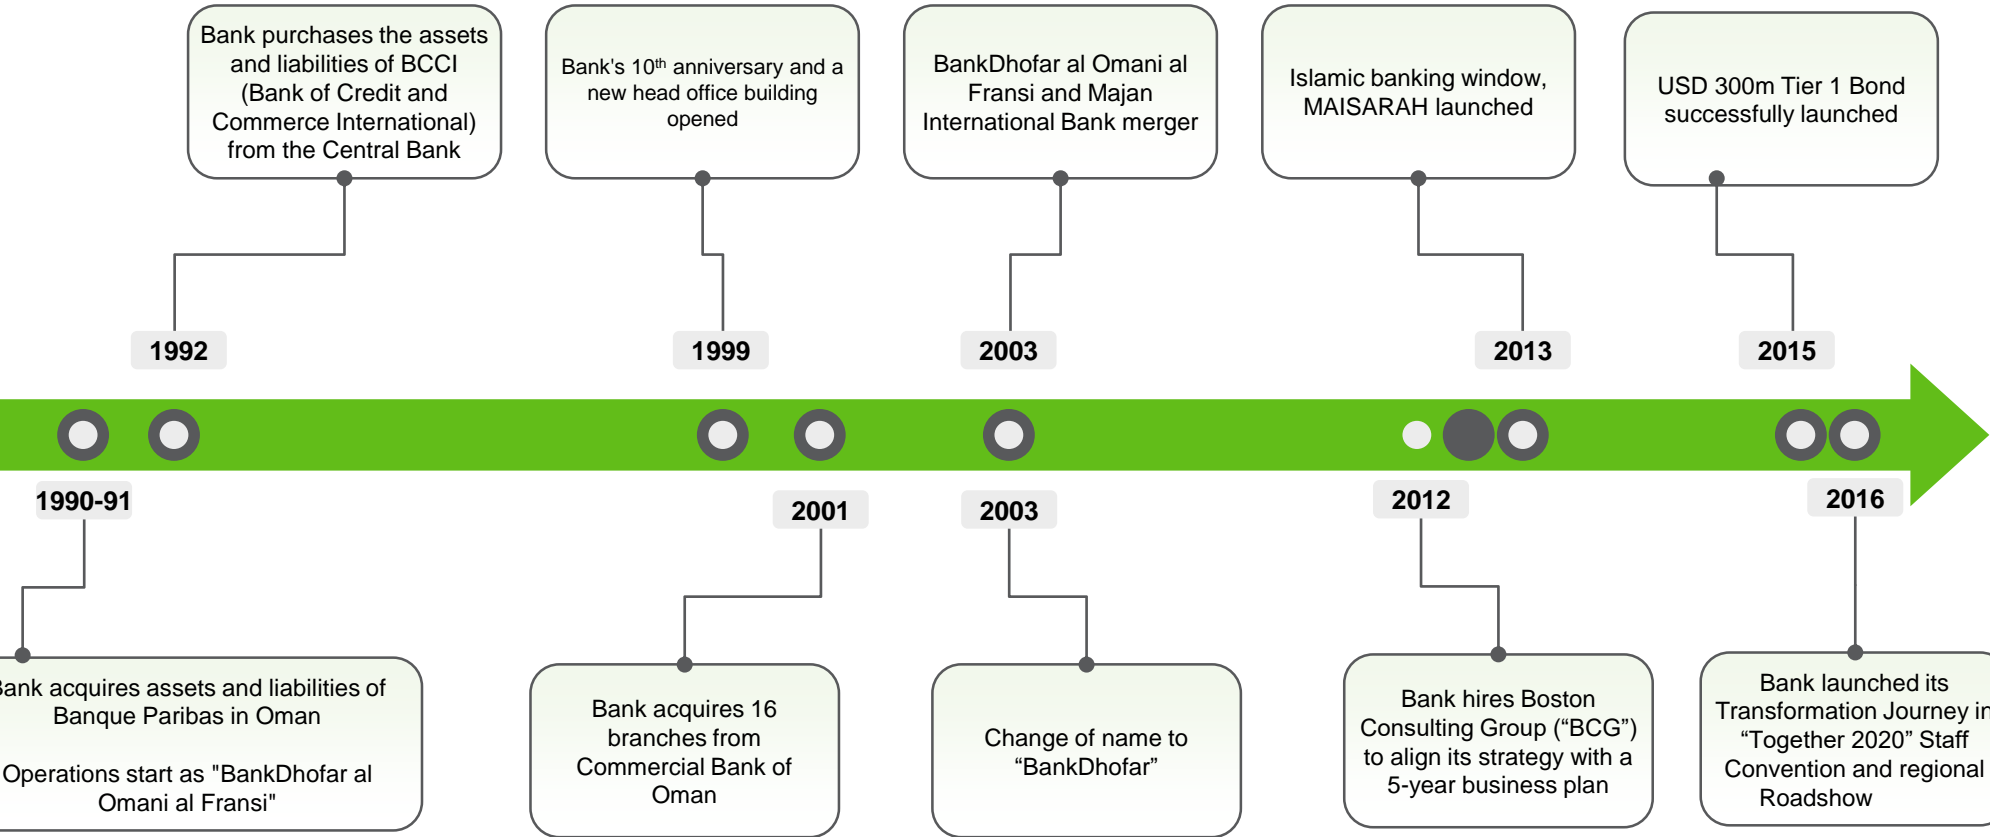 Bank purchases the assets
and liabilities of BCCI
(Bank of Credit and
Commerce International)
from the Central Bank
Bank's 10th anniversary and a
new head office building
opened
BankDhofar al Omani al
Fransi and Majan
International Bank merger
Islamic banking window,
MAISARAH launched
USD 300m Tier 1 Bond
successfully launched
1992
1999
2003
2013
2015
1990-91
2001
2003
2012
2016
Bank acquires assets and liabilities of
Banque Paribas in Oman
Operations start as "BankDhofar al
Omani al Fransi"
Bank acquires 16
branches from
Commercial Bank of
Oman
Change of name to
“BankDhofar”
Bank hires Boston
Consulting Group (“BCG”)
to align its strategy with a
5-year business plan
Bank launched its
Transformation Journey in
“Together 2020” Staff
Convention and regional
Roadshow